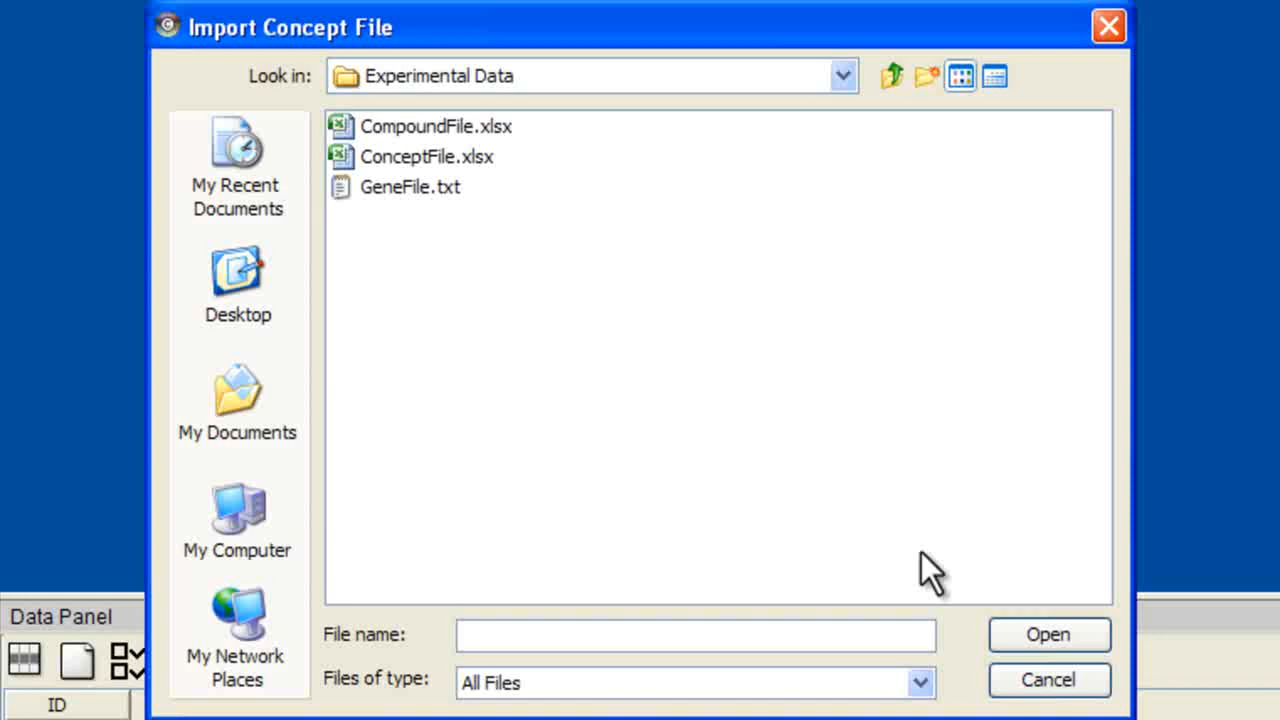 Import Concept File
Look in:
Experimental Data
CompoundFile.xlsx
ConceptFile.xlsx
GeneFile.txt
My Recent
Documents
Desktop
My Documents
My Computer
My Network
Places
File name:
Open
Files of type:
All Files
Cancel
Data Panel
ID